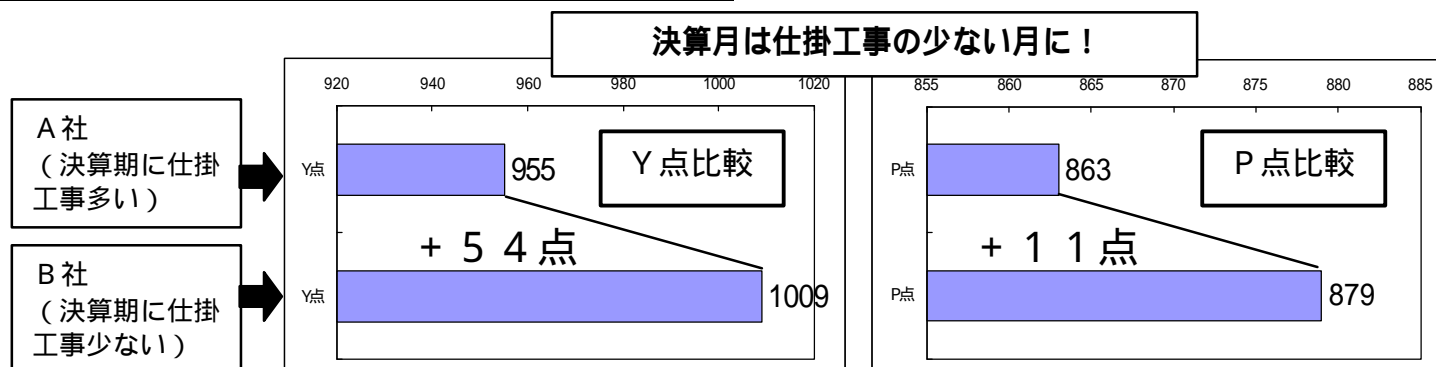 決算月は仕掛工事の少ない月に!
A社
(決算期に仕掛
工事多い)
B社
(決算期に仕掛
工事少ない)
920 940 960 980 1000 1020
Y点 955
Y点比較
+54点
Y点 1009
855 860 865 870 875 880 885
P点 863
P点比較
+11点
P点 879